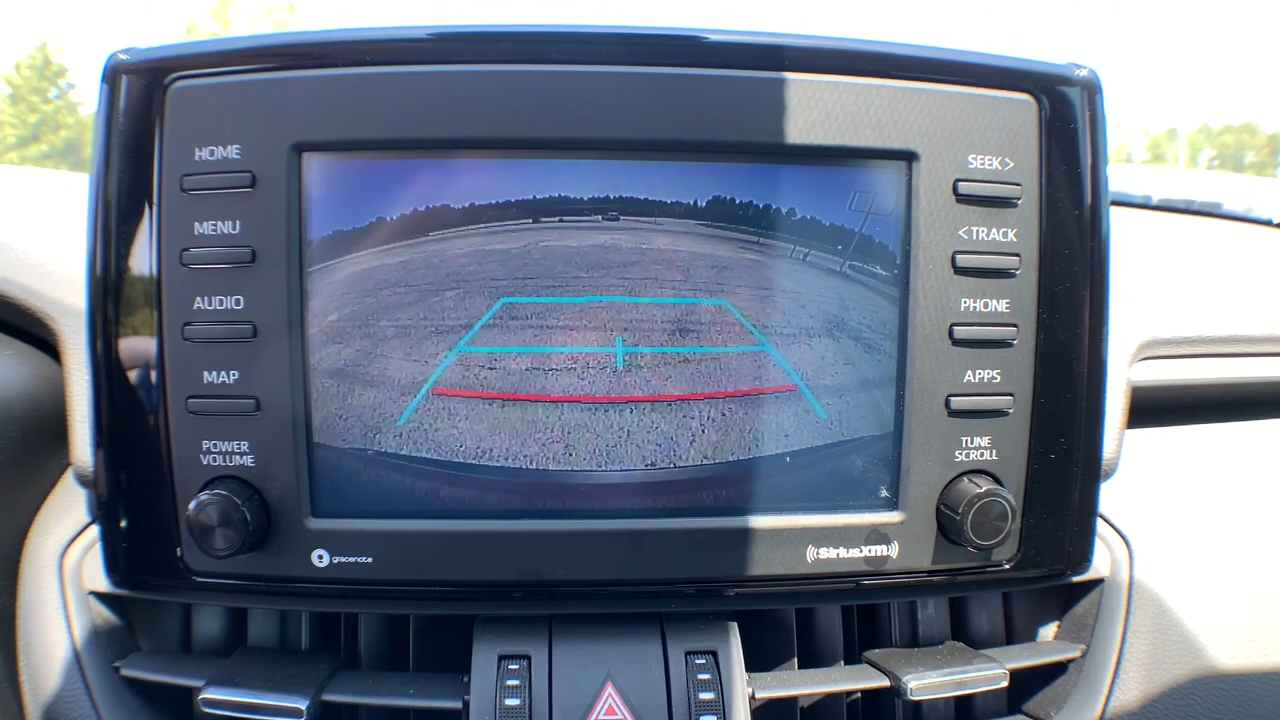 HOME
MENU
AUDIO
MAP
POWER
VOLUME
gracenote
SEEK>
<TRACK
PHONE
APPS
TUNE
SCROLL
((SiriusXM))